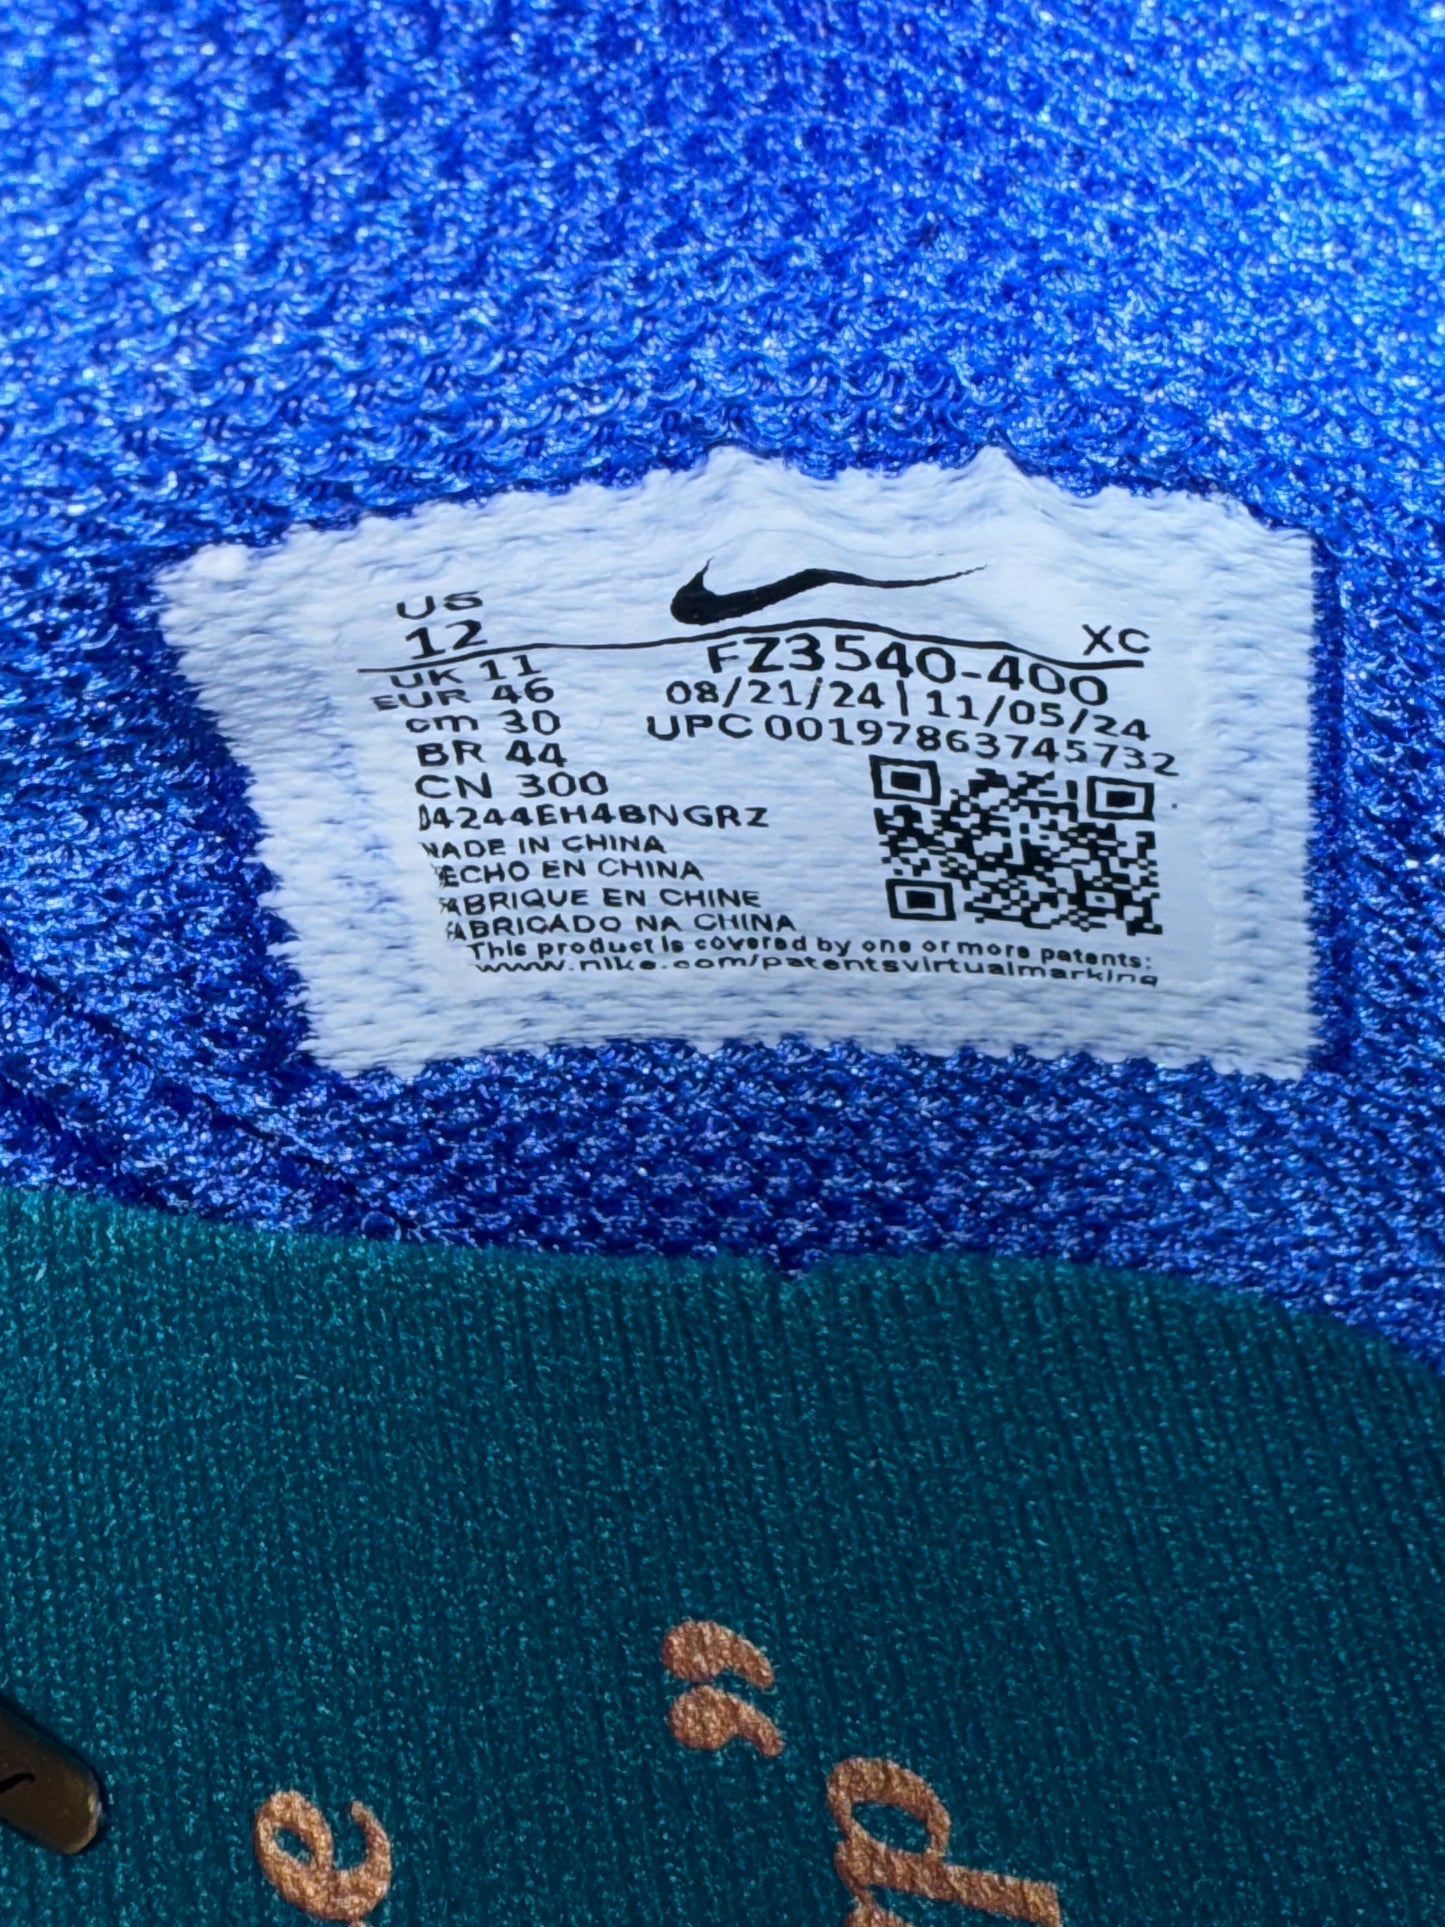 US
12
XC
UK 11
EUR 46
cm 30
BR 44
CN 300
FZ3540-400
08/21/24 | 11/05/24
UPC 00197863745732
MADE IN CHINA
HECHO EN CHINA
FABRIQUE EN CHINE
FABRICADO NA CHINA
This product is covered by one or more patents:
www.nike.com/patentsvirtualmarking